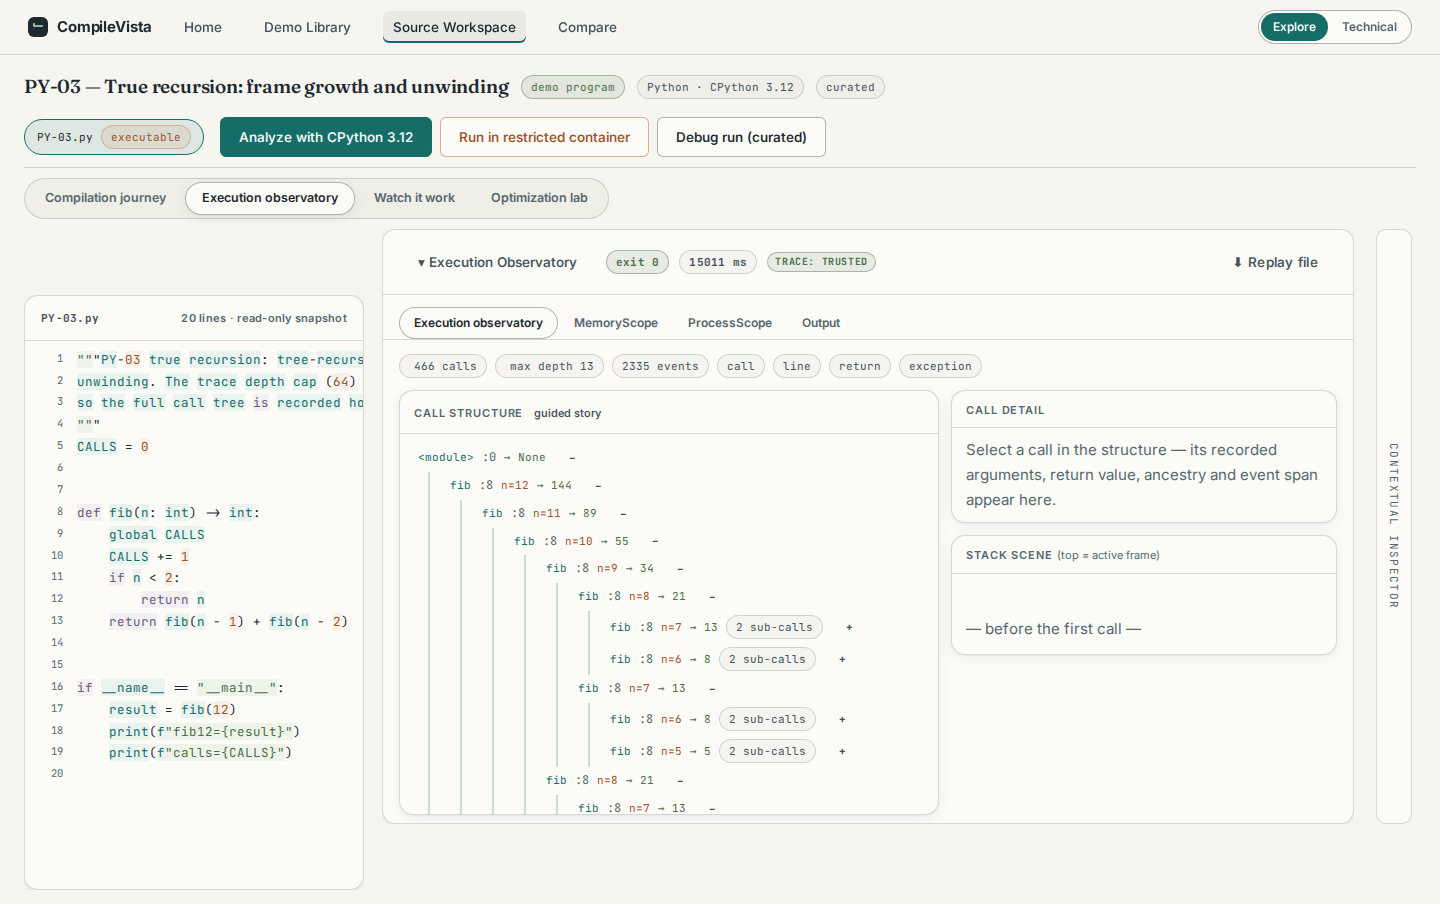 CompileVista Home Demo Library Source Workspace Compare Explore Technical
PY-03 — True recursion: frame growth and unwinding demo program Python · CPython 3.12 curated
PY-03.py executable Analyze with CPython 3.12 Run in restricted container Debug run (curated)
Compilation journey Execution observatory Watch it work Optimization lab
▾ Execution Observatory exit 0 15011 ms TRACE: TRUSTED ⬇ Replay file
PY-03.py 20 lines · read-only snapshot
1 """PY-03 true recursion: tree-recurs
2 unwinding. The trace depth cap (64)
3 so the full call tree is recorded ho
4 """
5 CALLS = 0
6
7
8 def fib(n: int) -> int:
9 global CALLS
10 CALLS += 1
11 if n < 2:
12 return n
13 return fib(n - 1) + fib(n - 2)
14
15
16 if __name__ == "__main__":
17 result = fib(12)
18 print(f"fib12={result}")
19 print(f"calls={CALLS}")
20
Execution observatory MemoryScope ProcessScope Output
466 calls max depth 13 2335 events call line return exception
CALL STRUCTURE guided story
<module> :0 → None –
fib :8 n=12 → 144 –
fib :8 n=11 → 89 –
fib :8 n=10 → 55 –
fib :8 n=9 → 34 –
fib :8 n=8 → 21 –
fib :8 n=7 → 13 2 sub-calls +
fib :8 n=6 → 8 2 sub-calls +
fib :8 n=7 → 13 –
fib :8 n=6 → 8 2 sub-calls +
fib :8 n=5 → 5 2 sub-calls +
fib :8 n=8 → 21 –
fib :8 n=7 → 13 –
CALL DETAIL
Select a call in the structure — its recorded
arguments, return value, ancestry and event span
appear here.
STACK SCENE (top = active frame)
— before the first call —
CONTEXTUAL INSPECTOR